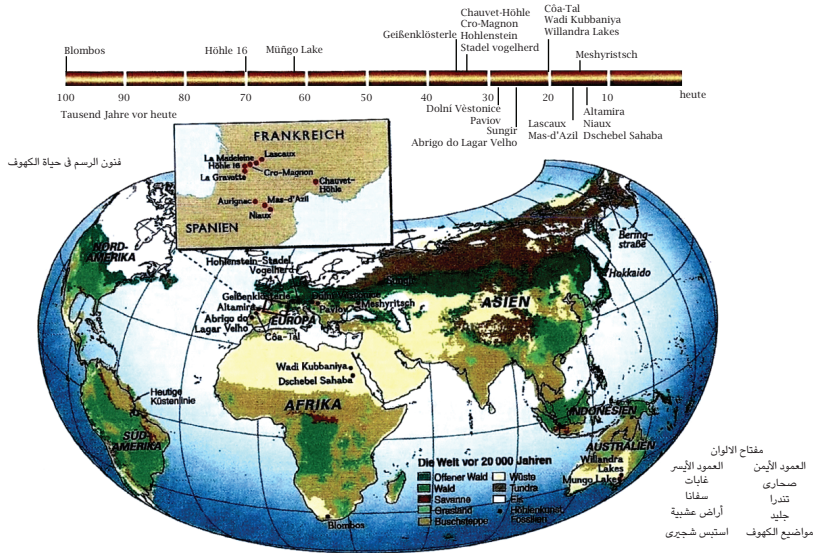 Blombos
Höhle 16
Müñgo Lake
Geißenklösterle
Chauvet-Höhle
Cro-Magnon
Hohlenstein
Stadel vogelherd
Côa-Tal
Wadi Kubbaniya
Willandra Lakes
Meshyristsch
100 90 80 70 60 50 40 30 20 10 heute
Tausend Jahre vor heute
Dolní Vèstonice
Paviov
Sungir
Abrigo do Lagar Velho
Lascaux
Mas-d'Azil
Altamira
Niaux
Dschebel Sahaba
فنون الرسم فى حياة الكهوف
FRANKREICH
La Madeleine
Lascaux
Höhle 16
Cro-Magnon
La Gravette
Chauvet-
Höhle
Aurignac
Mas-d'Azil
Niaux
SPANIEN
NORD-
AMERIKA
Bering-
straße
Hohlenstein-Stadel
Vogelherd
Hokkaido
Geißenklösterle
Meshyritsch
Altamira
Pavlov
ASIEN
EUROPA
Abrigo do
Lagar Velho
Côa-Tal
Wadi Kubbaniya
Dschebel Sahaba
Heutige
Küstenlinie
AFRIKA
SÜD-
AMERIKA
INDONESIEN
AUSTRALIEN
Willandra
Lakes
Mungo Lake
Blombos
Die Welt vor 20 000 Jahren
Offener Wald
Wald
Savanne
Grasland
Buschsteppe
Wüste
Tundra
Eis
Höhlenkunst
Fossilien
مفتاح الالوان
العمود الأيمن
صحارى
تندرا
جليد
مواضيع الكهوف
العمود الأيسر
غابات
سفانا
أراض عشبية
استبس شجيرى